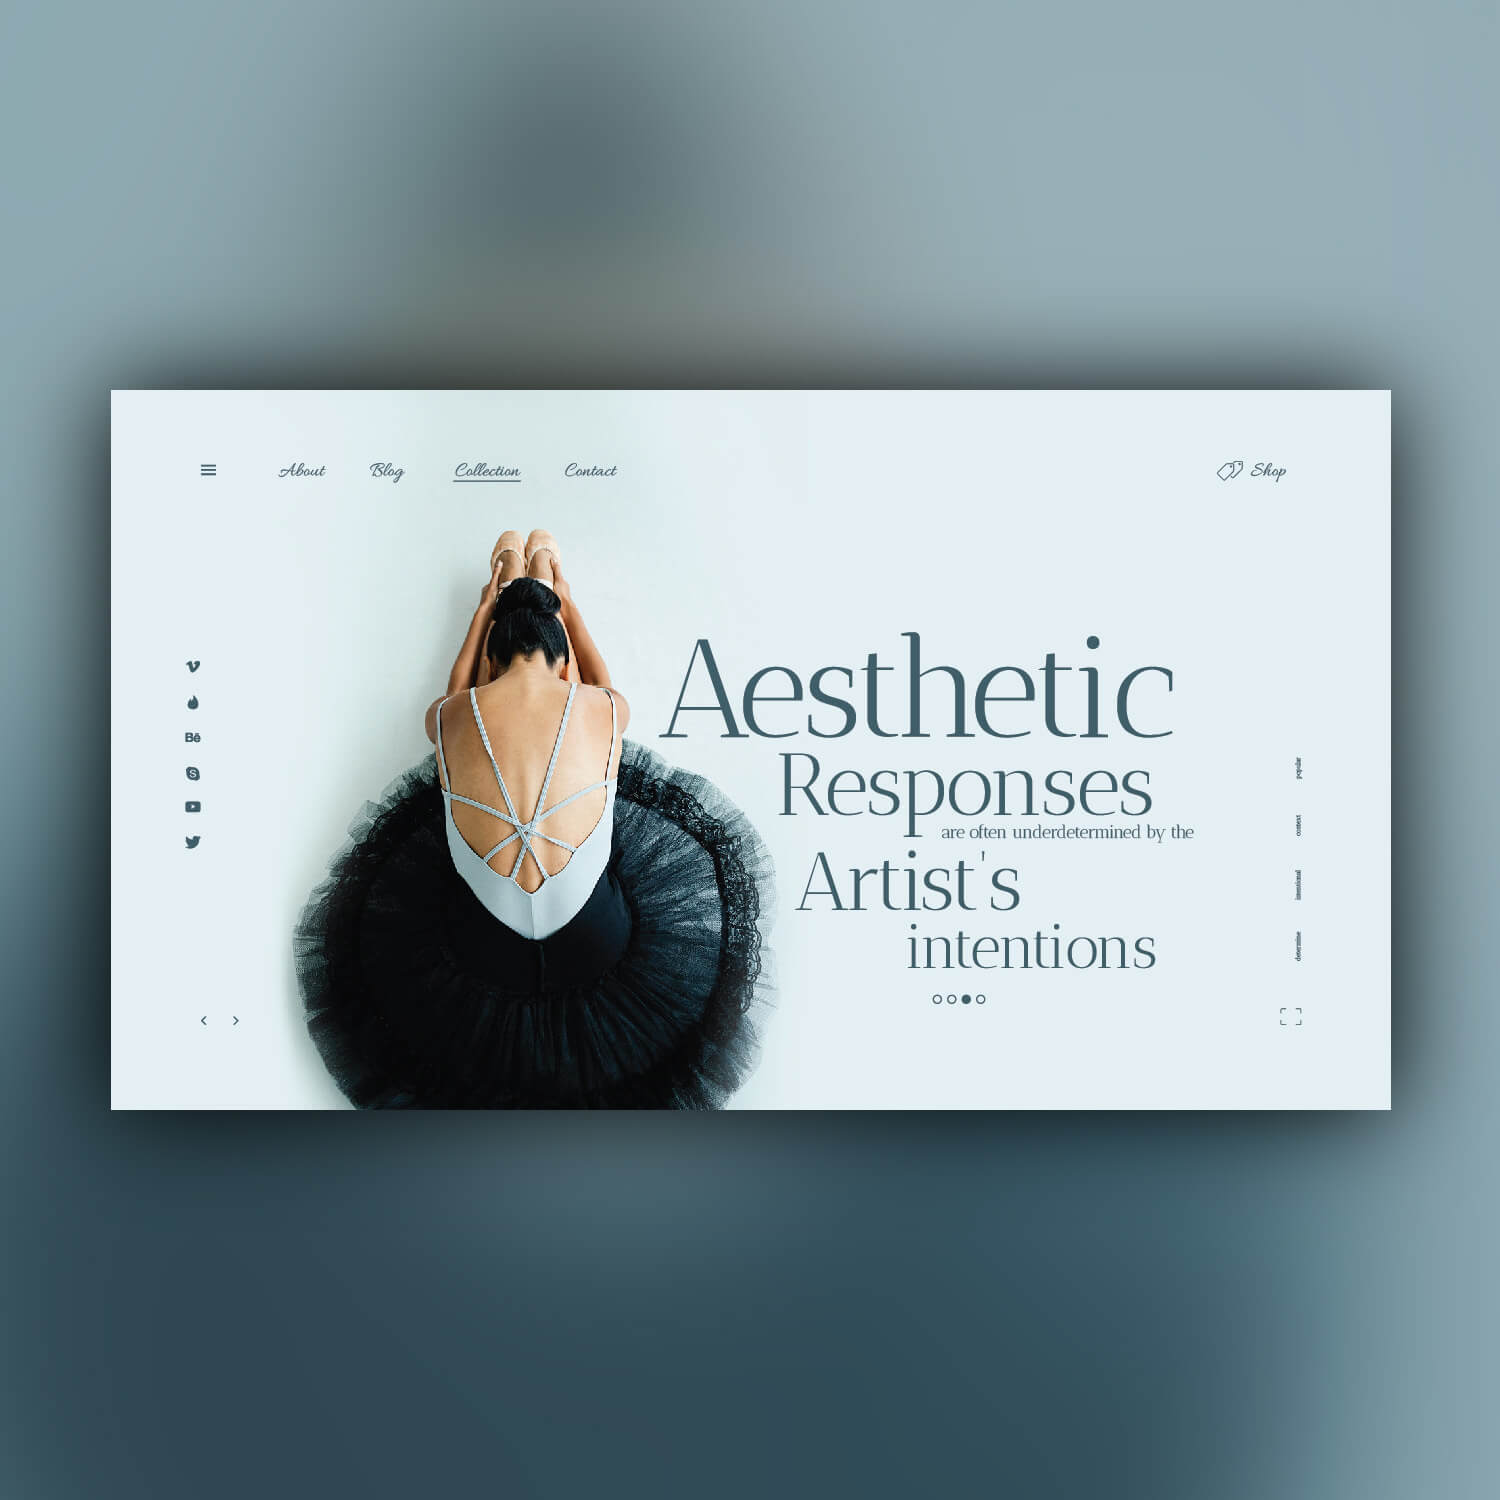 About Blog Collection Contact Shop
Bē
Aesthetic
Responses
are often underdetermined by the
Artist's
intentions
popular
context
intentional
determine